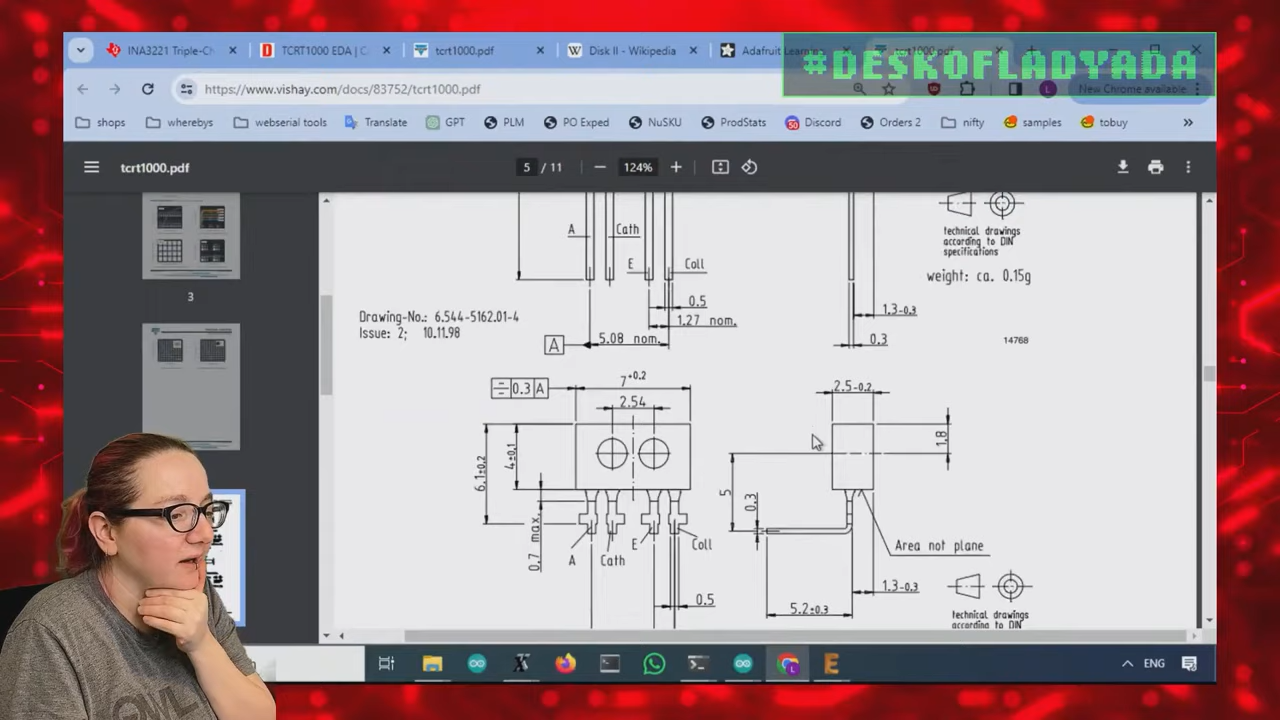 INA3221 Triple-Ch
TCRT1000 EDA | C
tcrt1000.pdf
Disk II - Wikipedia
Adafruit Learning
tcrt1000.pdf
#DESKOFLADYADA
https://www.vishay.com/docs/83752/tcrt1000.pdf
New Chrome available
shops
wherebys
webserial tools
Translate
GPT
PLM
PO Exped
NuSKU
ProdStats
Discord
Orders 2
nifty
samples
tobuy
»
tcrt1000.pdf
5 / 11
124%
3
A
Cath
E
Coll
0.5
1.27 nom.
5.08 nom.
A
Drawing-No.: 6.544-5162.01-4
Issue: 2; 10.11.98
technical drawings
according to DIN
specifications
weight: ca. 0.15g
1.3-0.3
0.3
14768
0.3 A
7+0.2
2.54
6.1±0.2
4±0.1
0.7 max.
A
Cath
E
Coll
0.5
2.5-0.2
1.8
5
0.3
Area not plane
1.3-0.3
5.2±0.3
technical drawings
according to DIN
ENG